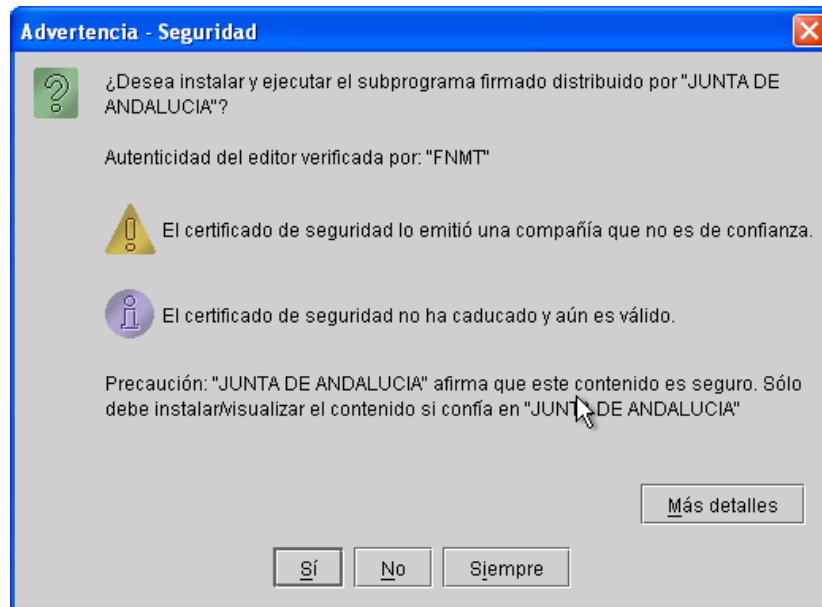 Advertencia - Seguridad
¿Desea instalar y ejecutar el subprograma firmado distribuido por "JUNTA DE
ANDALUCIA"?
Autenticidad del editor verificada por: "FNMT"
El certificado de seguridad lo emitió una compañía que no es de confianza.
El certificado de seguridad no ha caducado y aún es válido.
Precaución: "JUNTA DE ANDALUCIA" afirma que este contenido es seguro. Sólo
debe instalar/visualizar el contenido si confía en "JUNTA DE ANDALUCIA"
Más detalles
Sí No Siempre